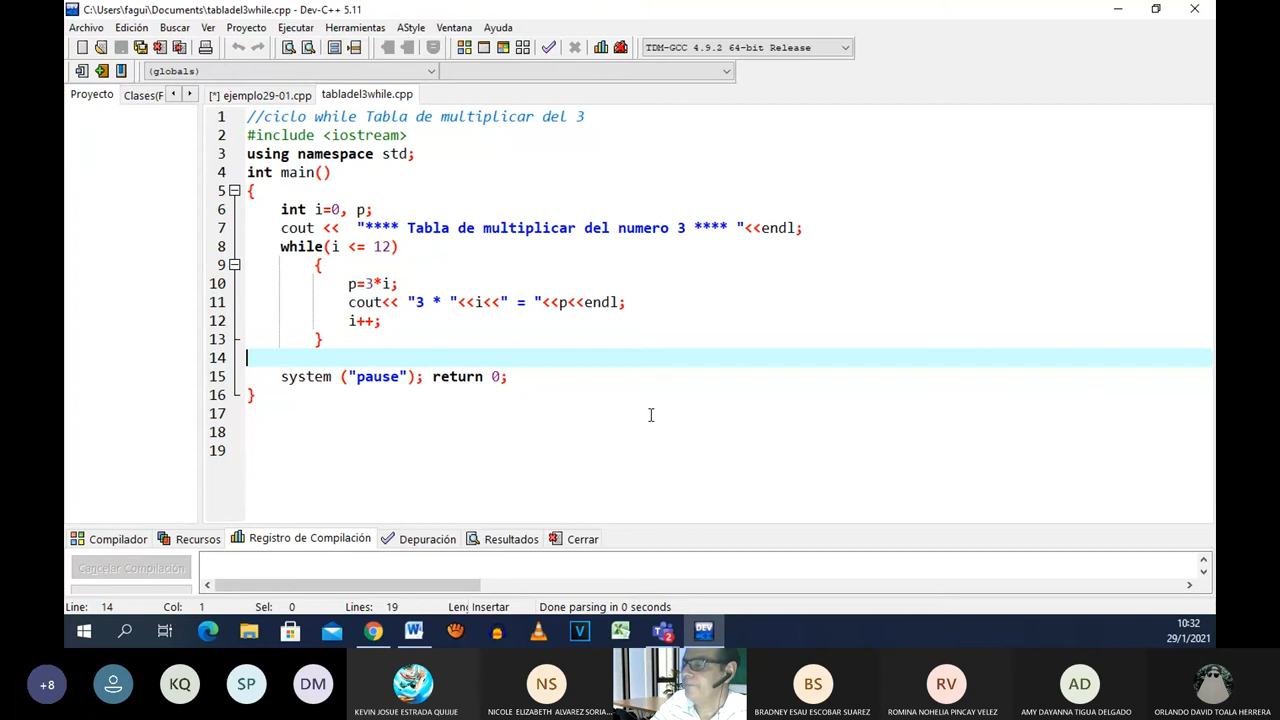 C:\Users\fagui\Documents\tabladel3while.cpp - Dev-C++ 5.11
Archivo Edición Buscar Ver Proyecto Ejecutar Herramientas AStyle Ventana Ayuda
TDM-GCC 4.9.2 64-bit Release
(globals)
Proyecto Clases(F [*] ejemplo29-01.cpp tabladel3while.cpp
1 //ciclo while Tabla de multiplicar del 3
2 #include <iostream>
3 using namespace std;
4 int main()
5 {
6 int i=0, p;
7 cout << "**** Tabla de multiplicar del numero 3 **** "<<endl;
8 while(i <= 12)
9 {
10 p=3*i;
11 cout<< "3 * "<<i<<" = "<<p<<endl;
12 i++;
13 }
14
15 system ("pause"); return 0;
16 }
17
18
19
Compilador Recursos Registro de Compilación Depuración Resultados Cerrar
Cancelar Compilación
Line: 14 Col: 1 Sel: 0 Lines: 19 Leng Insertar Done parsing in 0 seconds
DEV
10:32
29/1/2021
+8 KQ SP DM NS BS RV AD
KEVIN JOSUE ESTRADA QUIJIJE NICOLE ELIZABETH ALVAREZ SORIA... BRADNEY ESAU ESCOBAR SUAREZ ROMINA NOHELIA PINCAY VELEZ AMY DAYANNA TIGUA DELGADO ORLANDO DAVID TOALA HERRERA